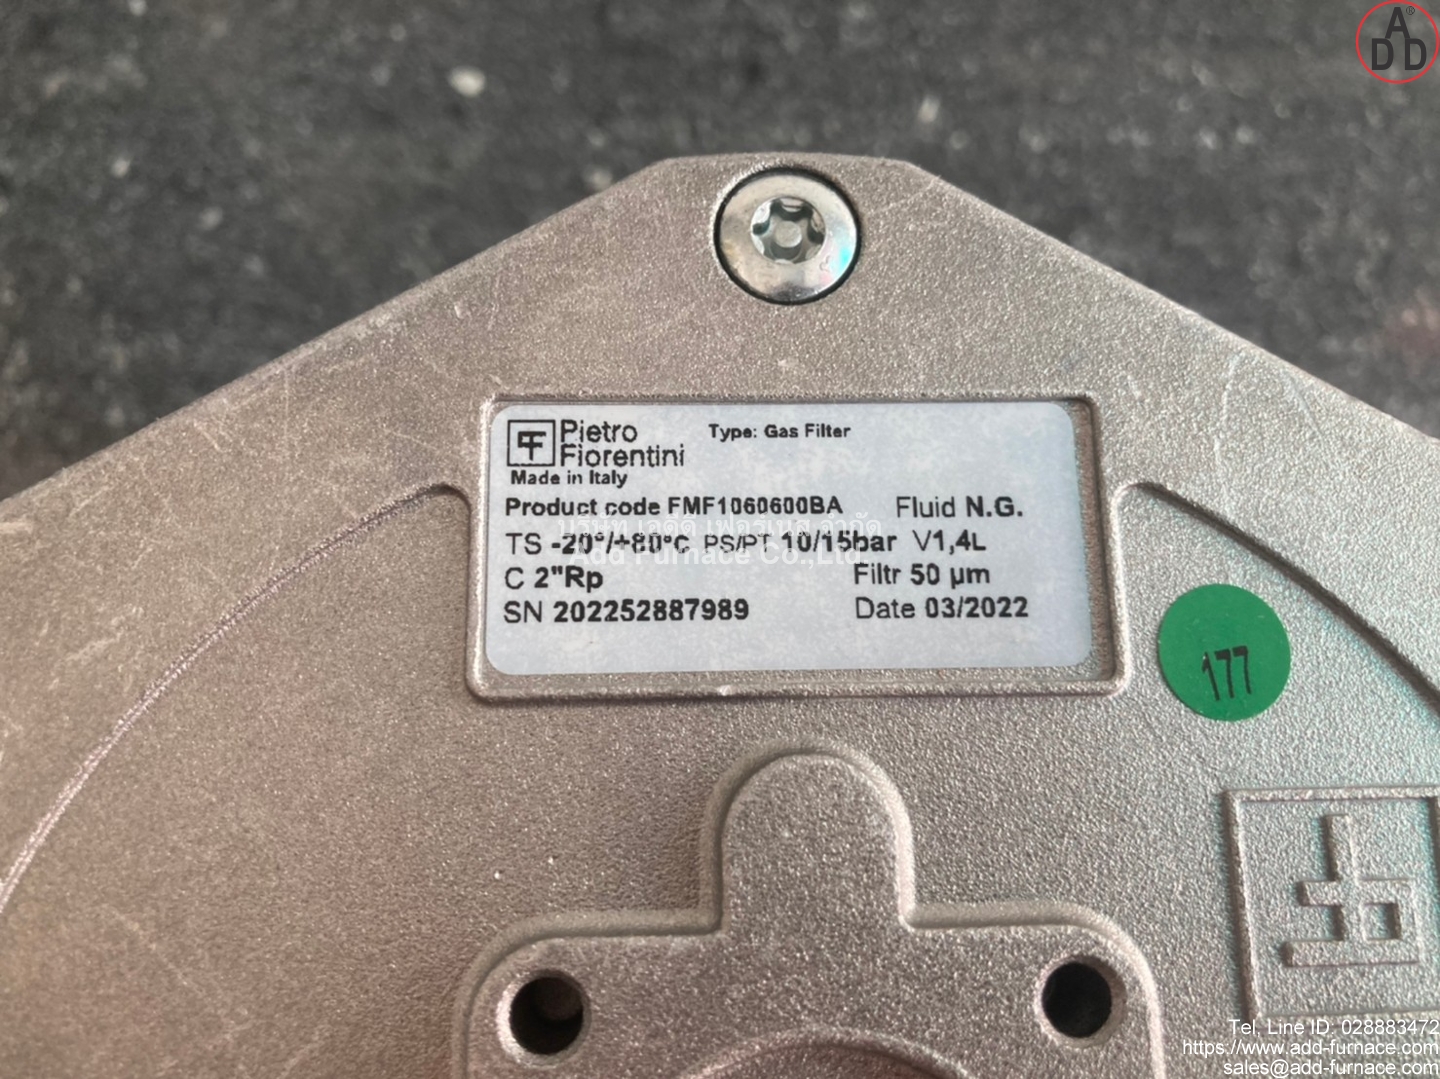 ADD®
Pietro
Fiorentini
Type: Gas Filter
Made in Italy
Product code FMF1060600BA Fluid N.G.
บริษัท เอดีดี เฟอร์เนส จำกัด
TS -20°/+80°C PS/PT 10/15bar V1,4L
Add Furnace Co.,Ltd.
C 2"Rp Filtr 50 µm
SN 202252887989 Date 03/2022
177
Tel, Line ID: 028883472
https://www.add-furnace.com
sales@add-furnace.com